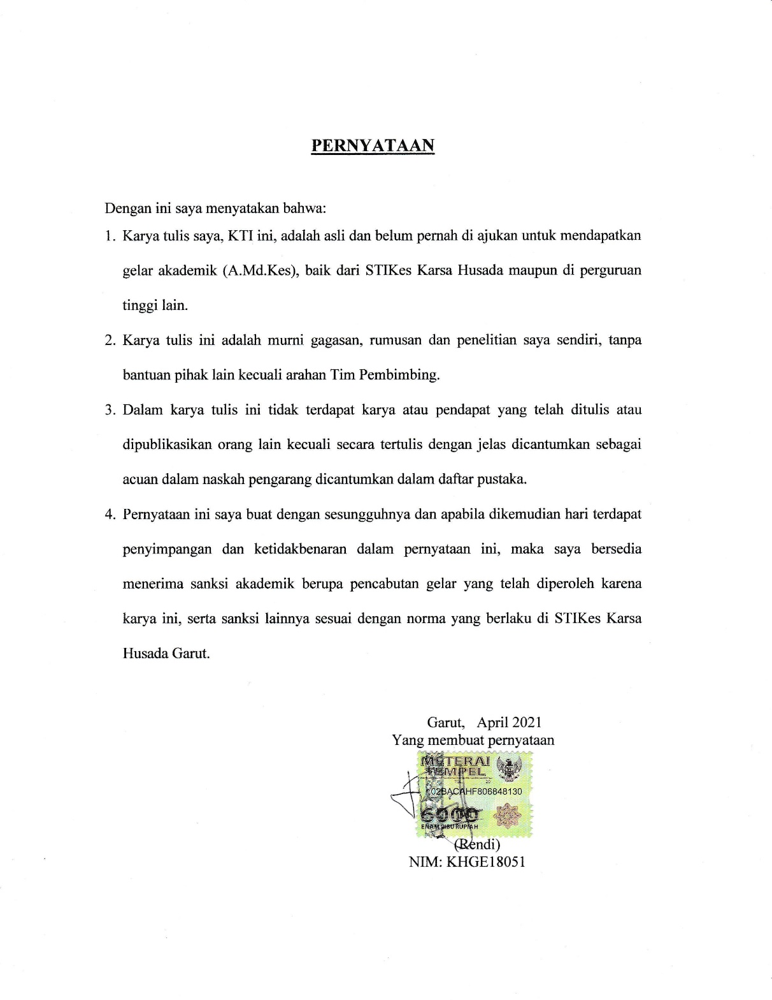 PERNYATAAN
Dengan ini saya menyatakan bahwa:
1. Karya tulis saya, KTI ini, adalah asli dan belum pernah di ajukan untuk mendapatkan
gelar akademik (A.Md.Kes), baik dari STIKes Karsa Husada maupun di perguruan
tinggi lain.
2. Karya tulis ini adalah murni gagasan, rumusan dan penelitian saya sendiri, tanpa
bantuan pihak lain kecuali arahan Tim Pembimbing.
3. Dalam karya tulis ini tidak terdapat karya atau pendapat yang telah ditulis atau
dipublikasikan orang lain kecuali secara tertulis dengan jelas dicantumkan sebagai
acuan dalam naskah pengarang dicantumkan dalam daftar pustaka.
4. Pernyataan ini saya buat dengan sesungguhnya dan apabila dikemudian hari terdapat
penyimpangan dan ketidakbenaran dalam pernyataan ini, maka saya bersedia
menerima sanksi akademik berupa pencabutan gelar yang telah diperoleh karena
karya ini, serta sanksi lainnya sesuai dengan norma yang berlaku di STIKes Karsa
Husada Garut.
Garut, April 2021
Yang membuat pernyataan
METERAI
TEMPEL
TGL 20
02BACAHF806848130
6000
ENAM RIBU RUPIAH
(Rendi)
NIM: KHGE18051